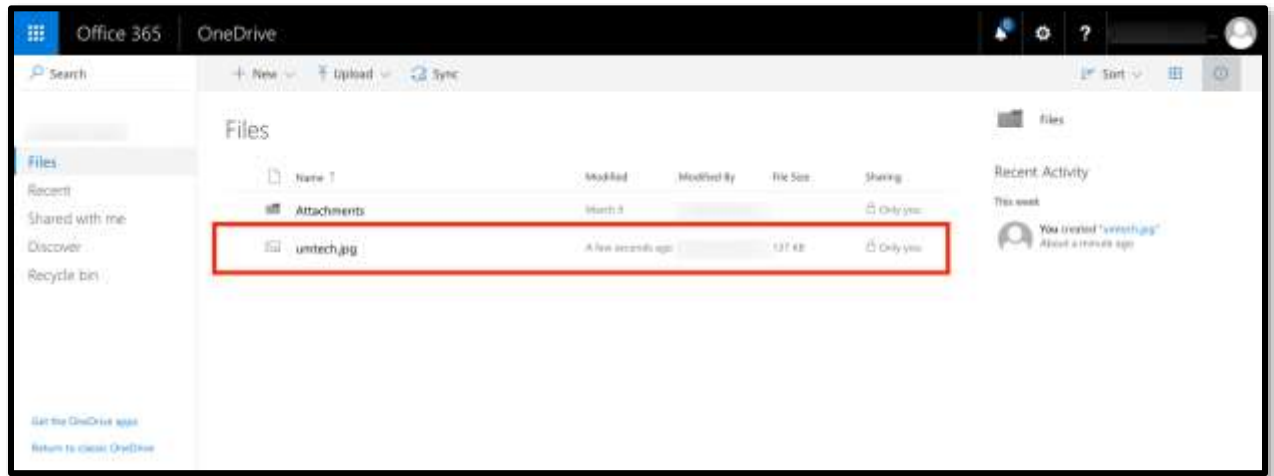 Office 365
OneDrive
?
Search
+ New
Upload
Sync
Sort
Files
Files
Recent
Shared with me
Discover
Recycle bin
Get the OneDrive apps
Return to classic OneDrive
Name ↑
Modified
Modified By
File Size
Sharing
Attachments
March 8
Only you
umtech.jpg
A few seconds ago
137 KB
Only you
Files
Recent Activity
This week
You created "umtech.jpg"
About a minute ago